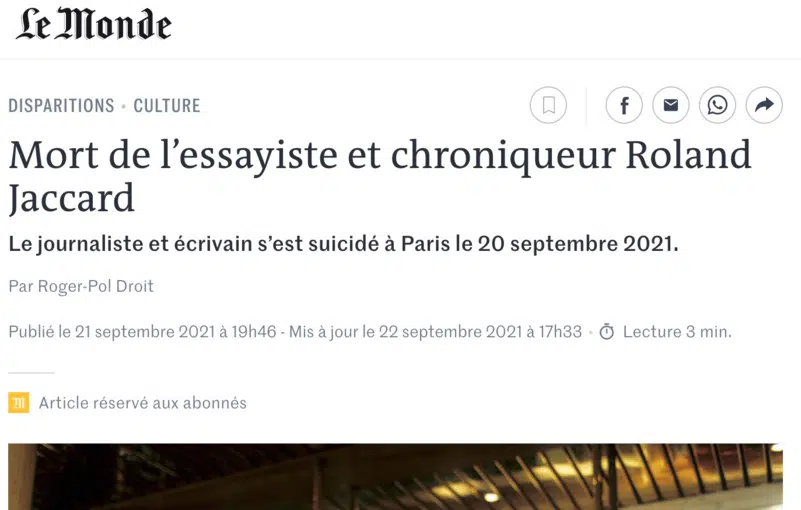 Le Monde
DISPARITIONS • CULTURE
Mort de l’essayiste et chroniqueur Roland
Jaccard
Le journaliste et écrivain s’est suicidé à Paris le 20 septembre 2021.
Par Roger-Pol Droit
Publié le 21 septembre 2021 à 19h46 - Mis à jour le 22 septembre 2021 à 17h33 • Lecture 3 min.
M Article réservé aux abonnés